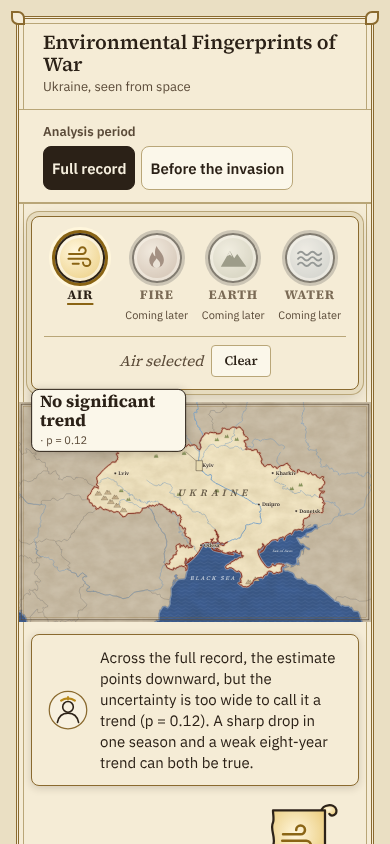 Environmental Fingerprints of
War
Ukraine, seen from space
Analysis period
Full record
Before the invasion
AIR
FIRE
EARTH
WATER
Coming later
Coming later
Coming later
Air selected
Clear
No significant
trend
· p = 0.12
Lviv
Kyiv
Kharkiv
UKRAINE
Dnipro
Donetsk
BLACK SEA
Across the full record, the estimate
points downward, but the
uncertainty is too wide to call it a
trend (p = 0.12). A sharp drop in
one season and a weak eight-year
trend can both be true.